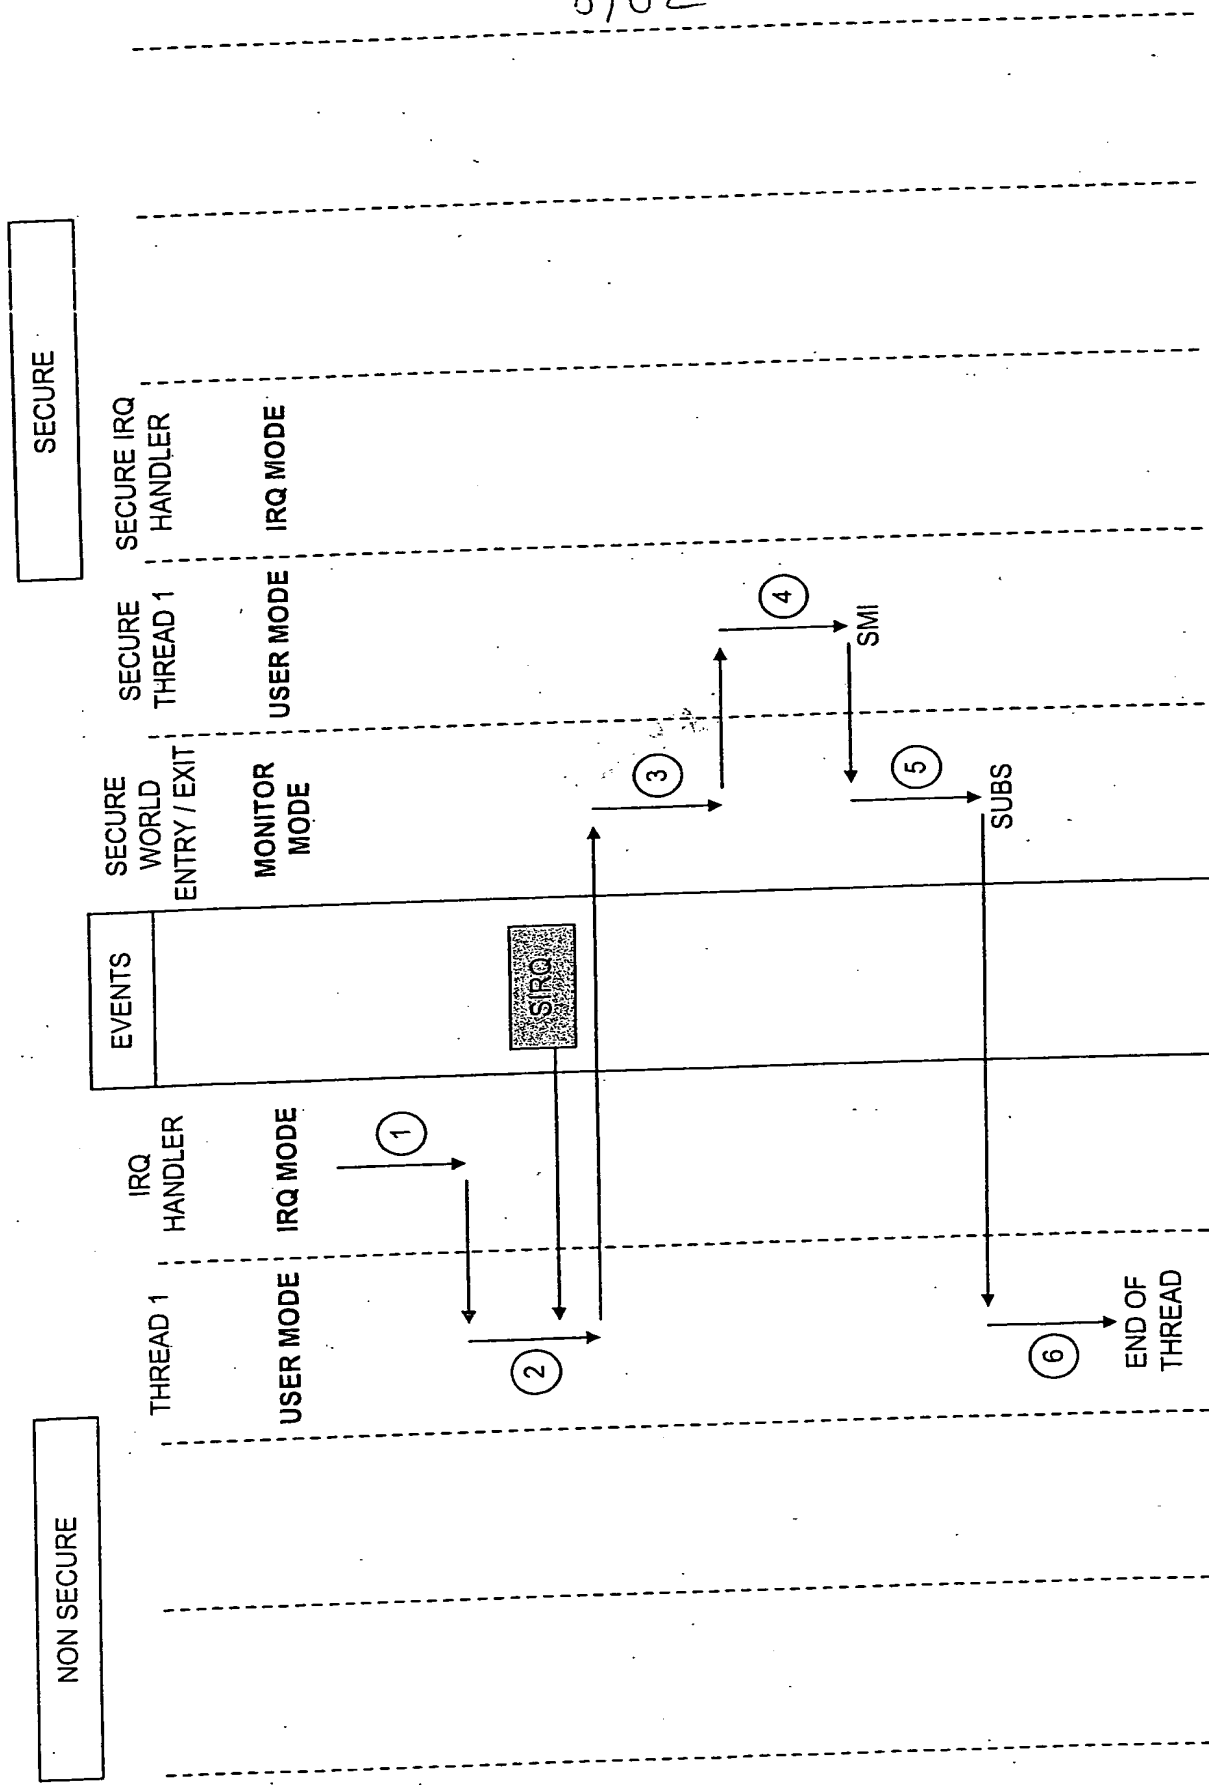 NON SECURE
SECURE
THREAD 1
IRQ
HANDLER
EVENTS
SECURE
WORLD
ENTRY / EXIT
SECURE
THREAD 1
SECURE IRQ
HANDLER
USER MODE
IRQ MODE
MONITOR
MODE
USER MODE
IRQ MODE
1
2
SIRQ
3
4
SMI
5
SUBS
6
END OF
THREAD